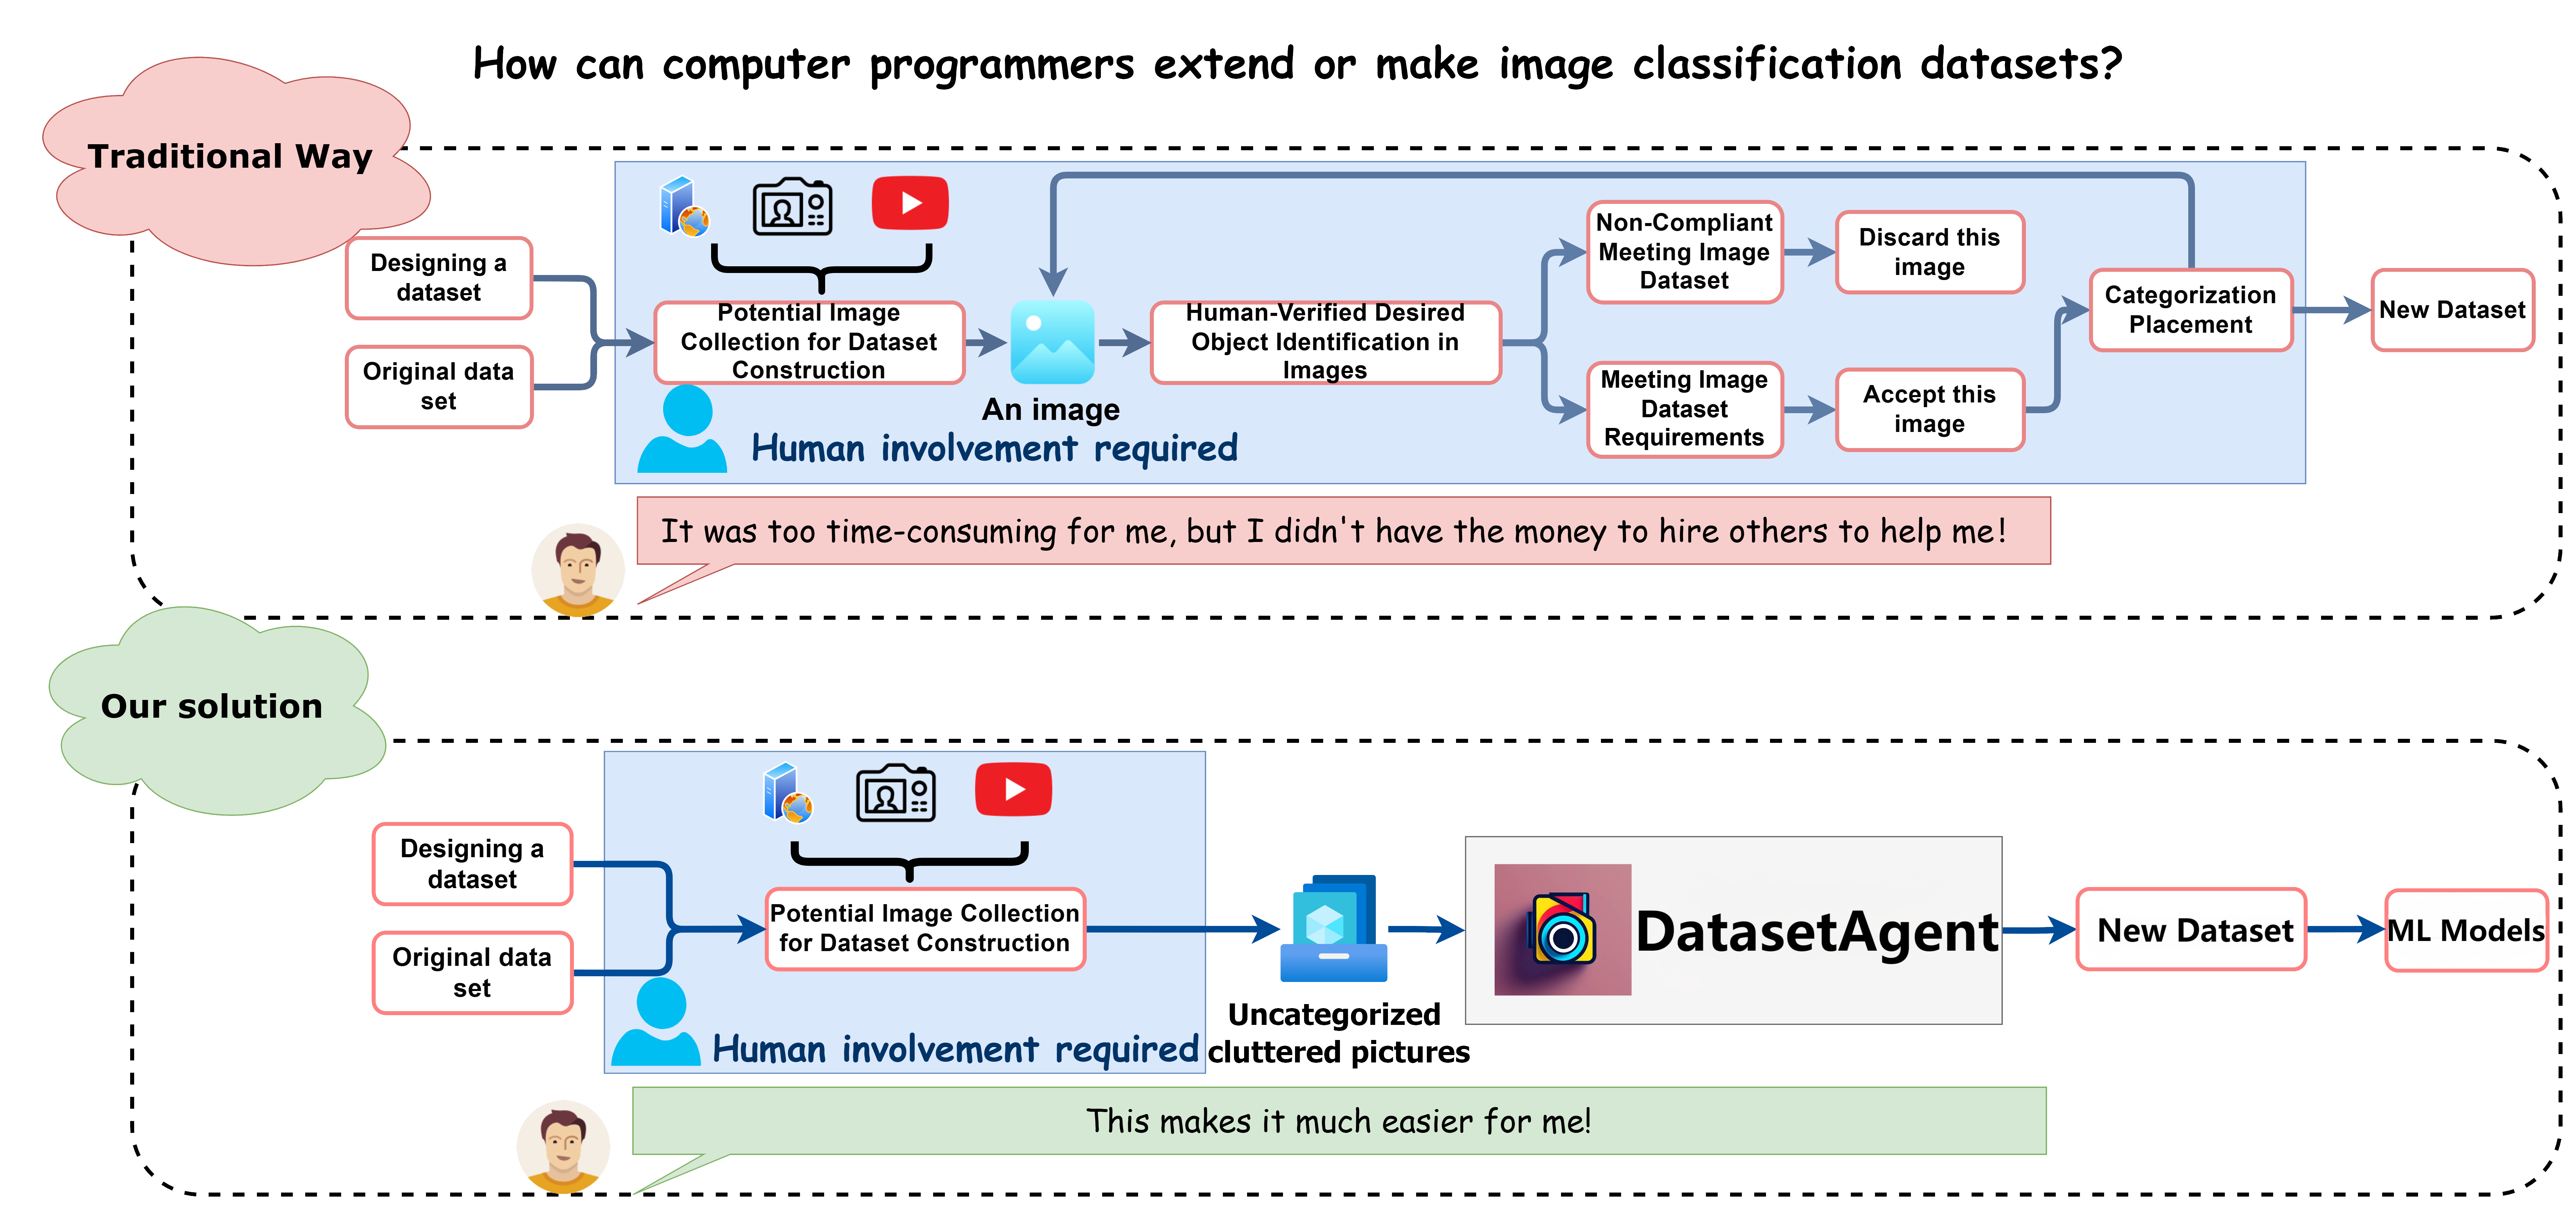 How can computer programmers extend or make image classification datasets?
Traditional Way
Designing a
dataset
Original data
set
Potential Image
Collection for Dataset
Construction
An image
Human involvement required
Human-Verified Desired
Object Identification in
Images
Non-Compliant
Meeting Image
Dataset
Discard this
image
Meeting Image
Dataset
Requirements
Accept this
image
Categorization
Placement
New Dataset
It was too time-consuming for me, but I didn't have the money to hire others to help me!
Our solution
Designing a
dataset
Original data
set
Potential Image Collection
for Dataset Construction
Human involvement required
Uncategorized
cluttered pictures
DatasetAgent
New Dataset
ML Models
This makes it much easier for me!